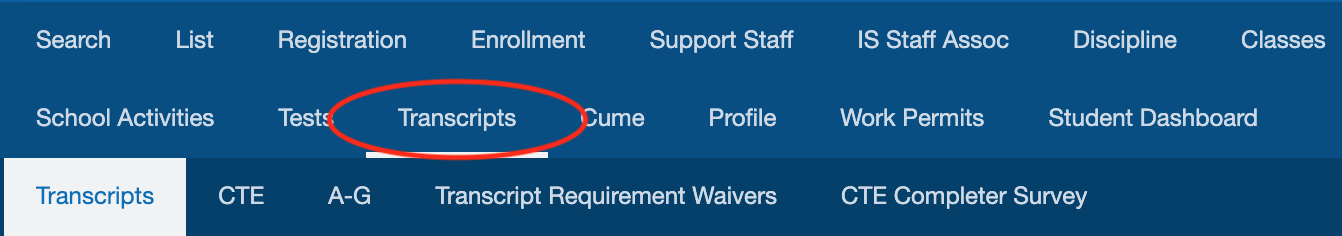 Search List Registration Enrollment Support Staff IS Staff Assoc Discipline Classes
School Activities Tests Transcripts Cume Profile Work Permits Student Dashboard
Transcripts CTE A-G Transcript Requirement Waivers CTE Completer Survey